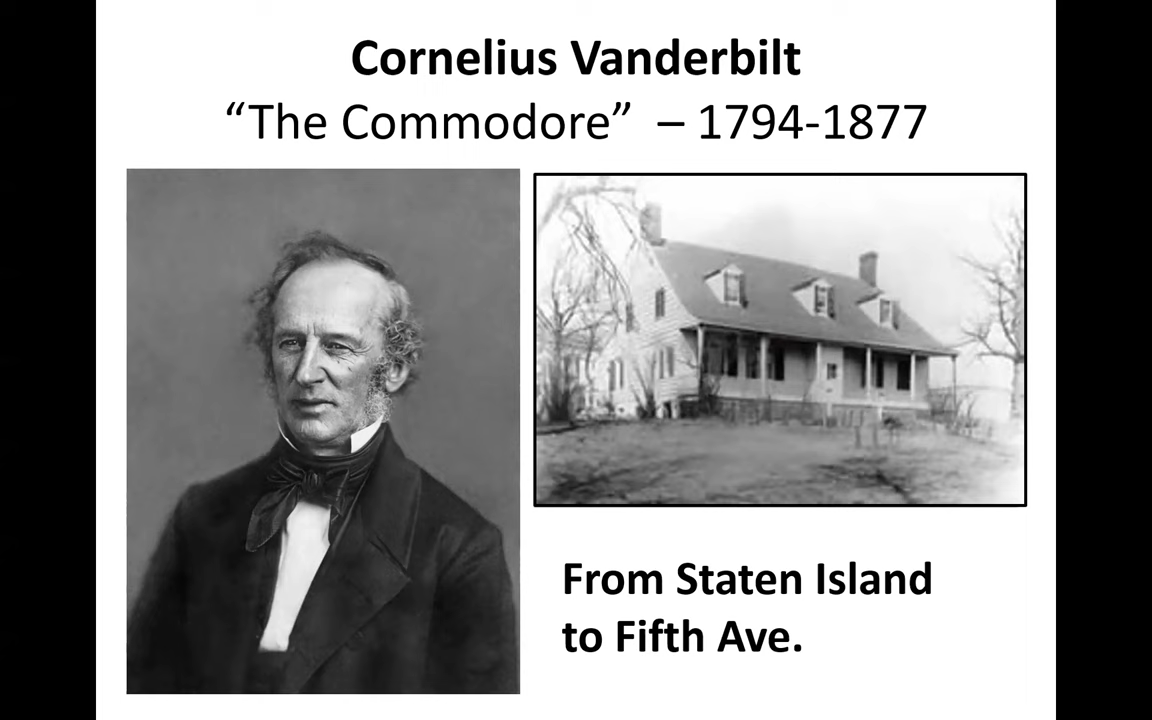 Cornelius Vanderbilt
“The Commodore” – 1794-1877
From Staten Island
to Fifth Ave.